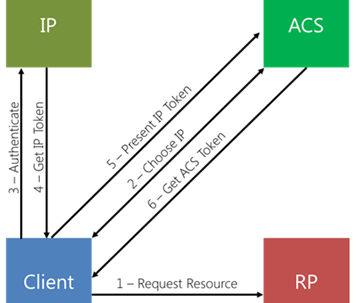 IP
ACS
3 – Authenticate
4 – Get IP Token
5 – Present IP Token
2 – Choose IP
6 – Get ACS Token
Client
1 – Request Resource
RP